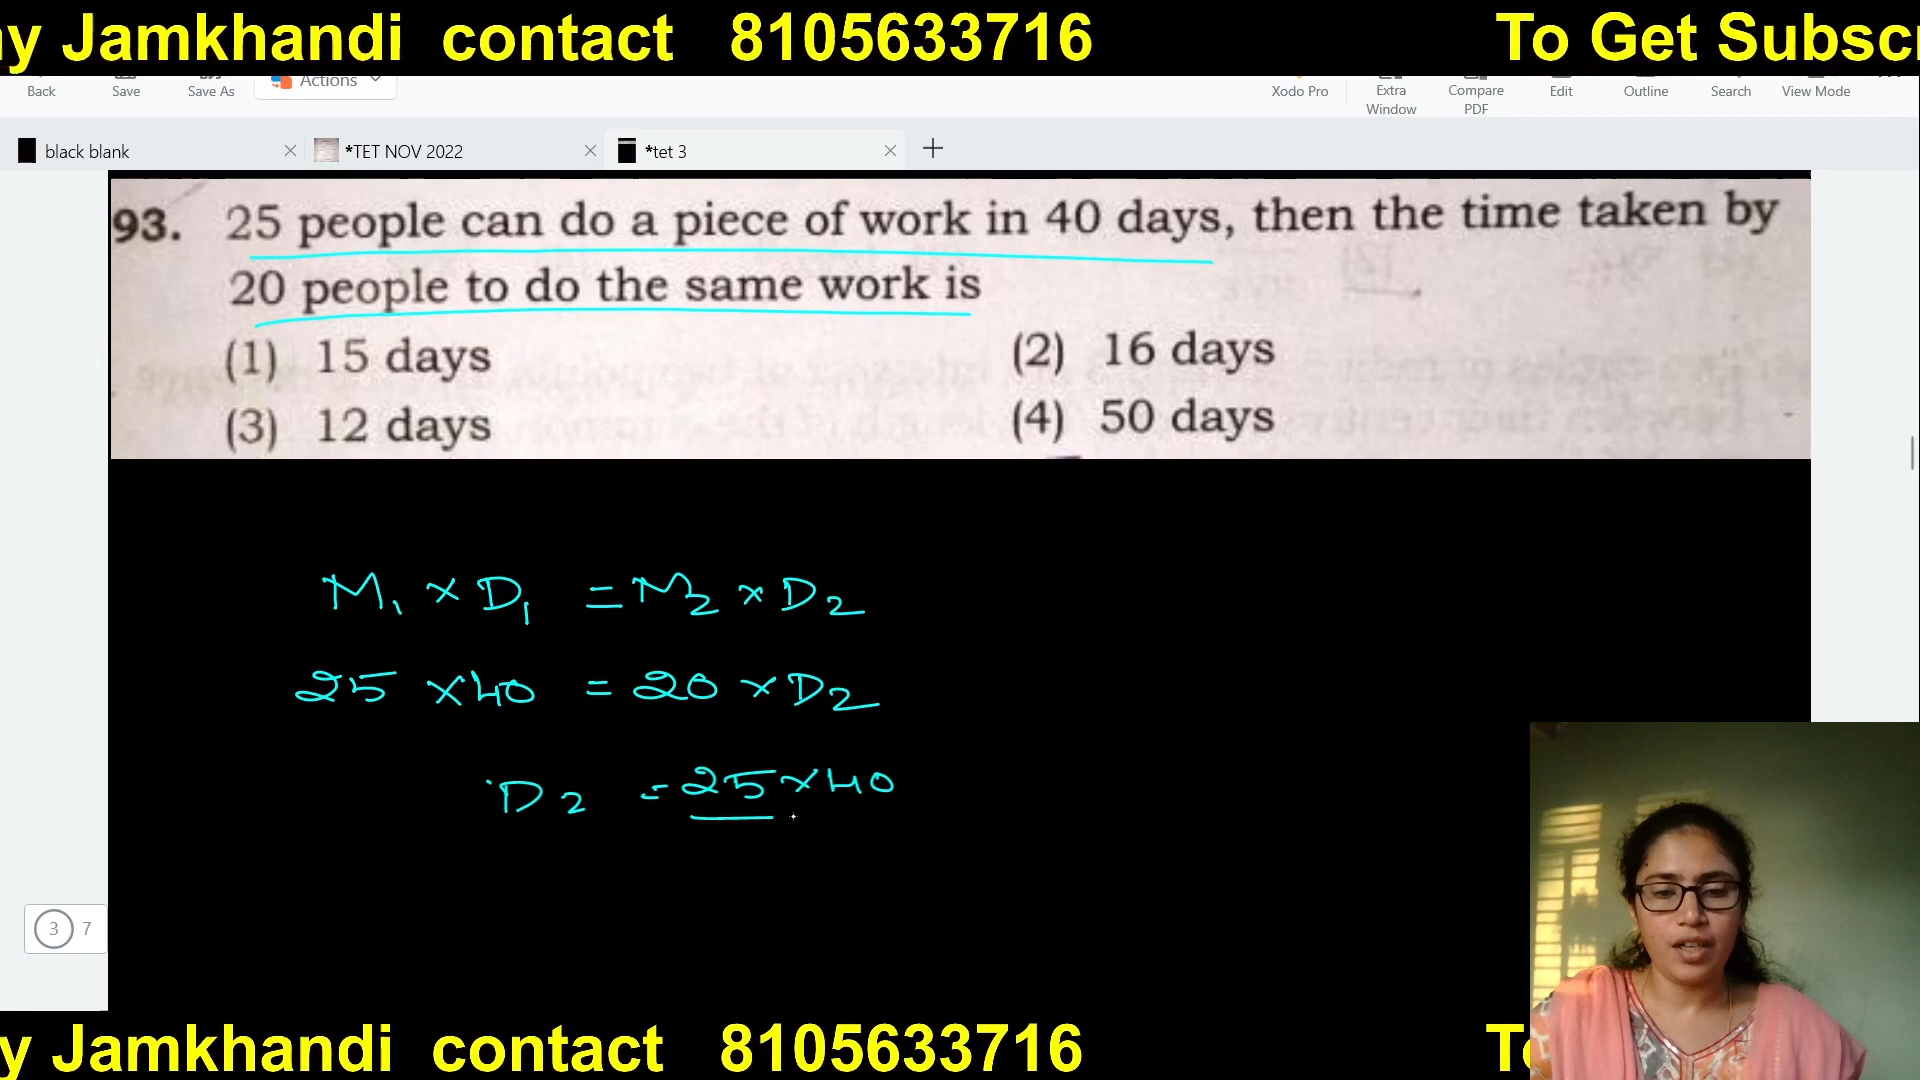 y Jamkhandi contact 8105633716 To Get Subsc
Back Save Save As Actions Xodo Pro Extra Window Compare PDF Edit Outline Search View Mode
black blank *TET NOV 2022 *tet 3
93. 25 people can do a piece of work in 40 days, then the time taken by
20 people to do the same work is
(1) 15 days (2) 16 days
(3) 12 days (4) 50 days
M1 × D1 = M2 × D2
25 × 40 = 20 × D2
D2 = 25 × 40
3 7
y Jamkhandi contact 8105633716 T